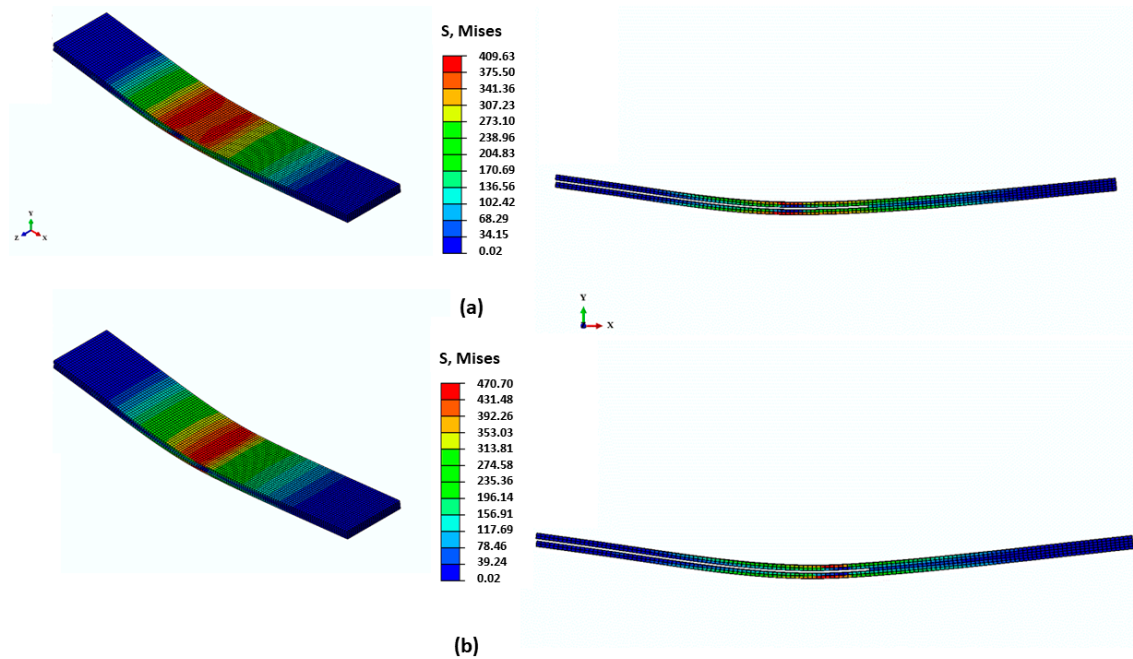 S, Mises
409.63
375.50
341.36
307.23
273.10
238.96
204.83
170.69
136.56
102.42
68.29
34.15
0.02
Y
Z
X
(a)
Y
X
S, Mises
470.70
431.48
392.26
353.03
313.81
274.58
235.36
196.14
156.91
117.69
78.46
39.24
0.02
(b)